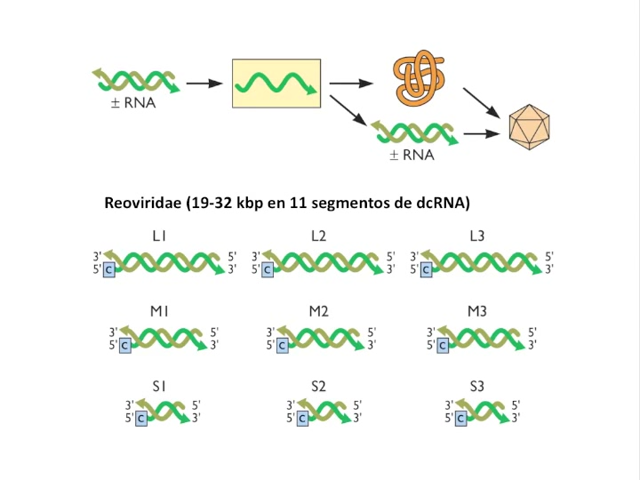 ± RNA
± RNA
Reoviridae (19-32 kbp en 11 segmentos de dcRNA)
L1 L2 L3
3' 5' 3' 5' 3' 5'
5' C 3' 5' C 3' 5' C 3'
M1 M2 M3
3' 5' 3' 5' 3' 5'
5' C 3' 5' C 3' 5' C 3'
S1 S2 S3
3' 5' 3' 5' 3' 5'
5' C 3' 5' C 3' 5' C 3'